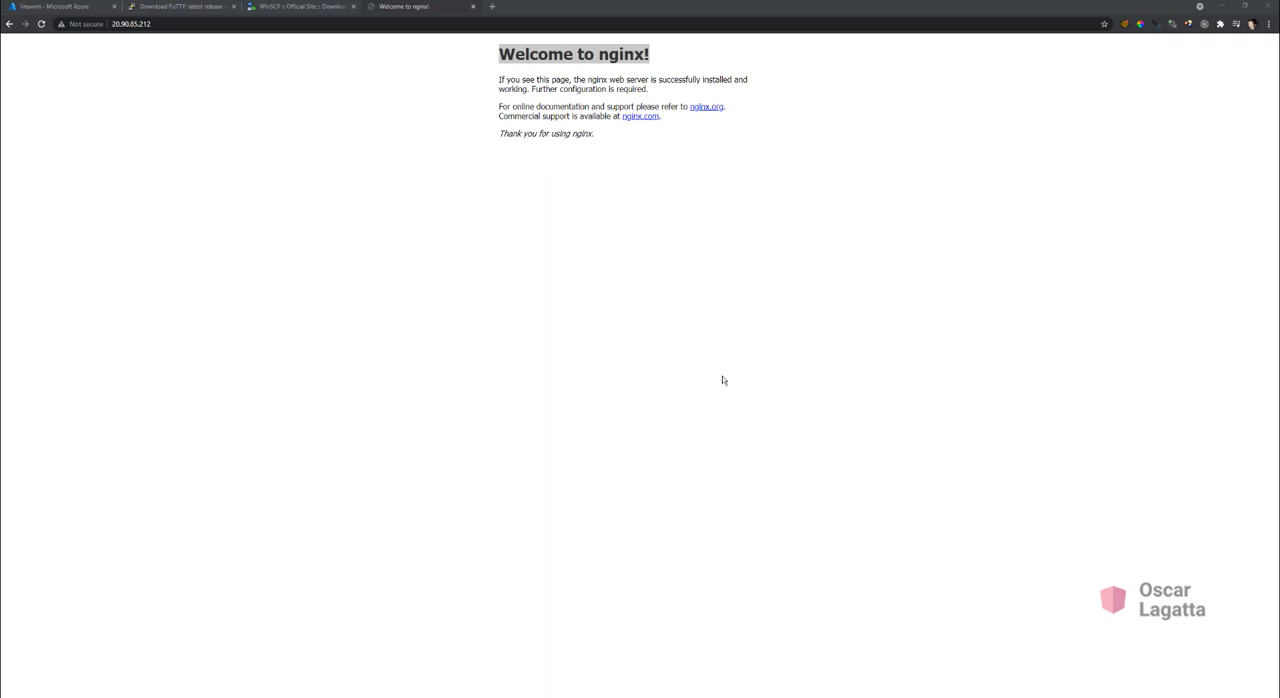 linuxvm - Microsoft Azure
Download PuTTY: latest release
WinSCP :: Official Site :: Downloa
Welcome to nginx!
Not secure
20.90.85.212
Welcome to nginx!
If you see this page, the nginx web server is successfully installed and
working. Further configuration is required.
For online documentation and support please refer to nginx.org.
Commercial support is available at nginx.com.
Thank you for using nginx.
Oscar
Lagatta